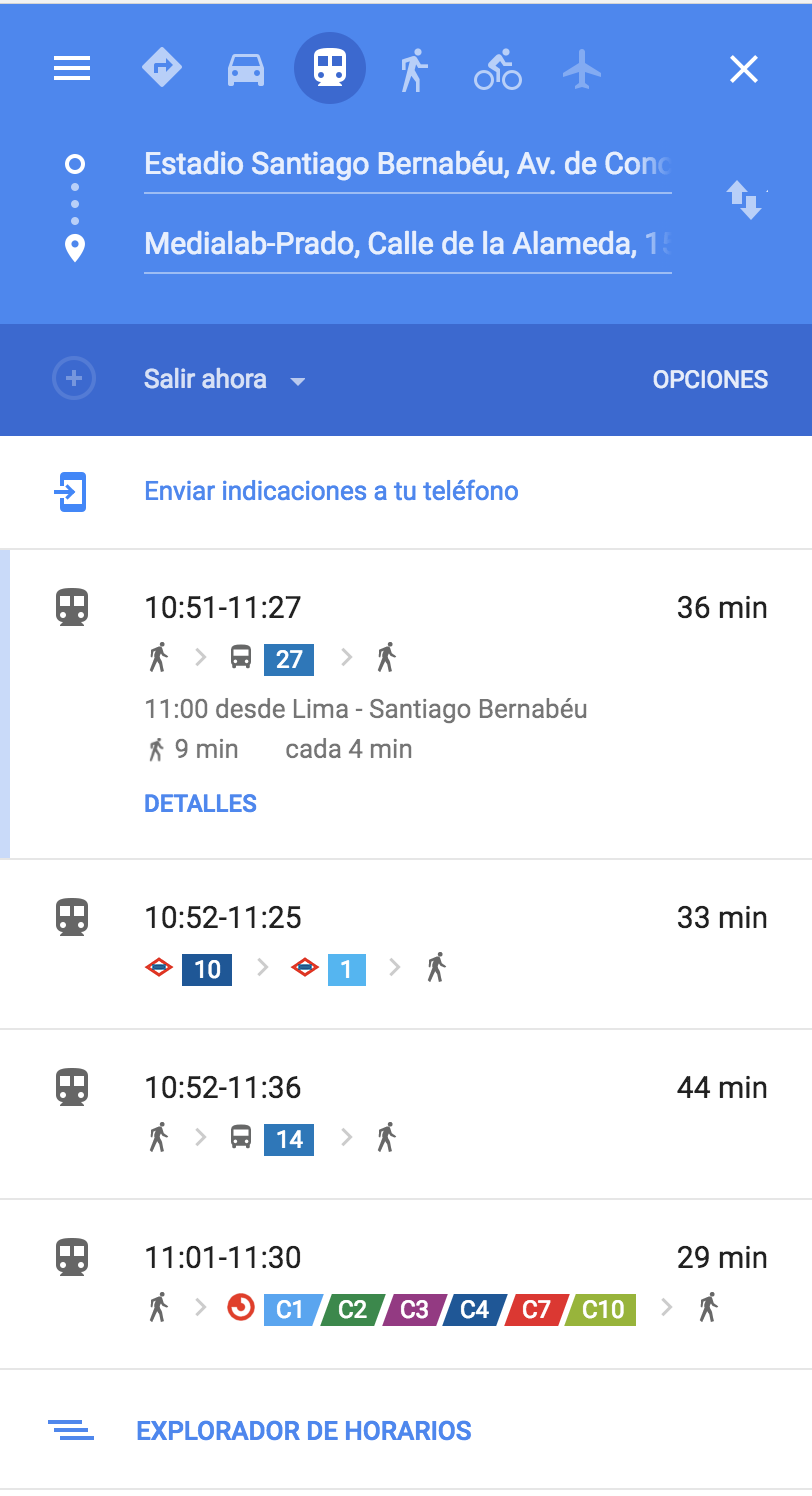 Estadio Santiago Bernabéu, Av. de Conc
Medialab-Prado, Calle de la Alameda, 15
Salir ahora
OPCIONES
Enviar indicaciones a tu teléfono
10:51-11:27 36 min
27
11:00 desde Lima - Santiago Bernabéu
9 min cada 4 min
DETALLES
10:52-11:25 33 min
10 1
10:52-11:36 44 min
14
11:01-11:30 29 min
C1 C2 C3 C4 C7 C10
EXPLORADOR DE HORARIOS